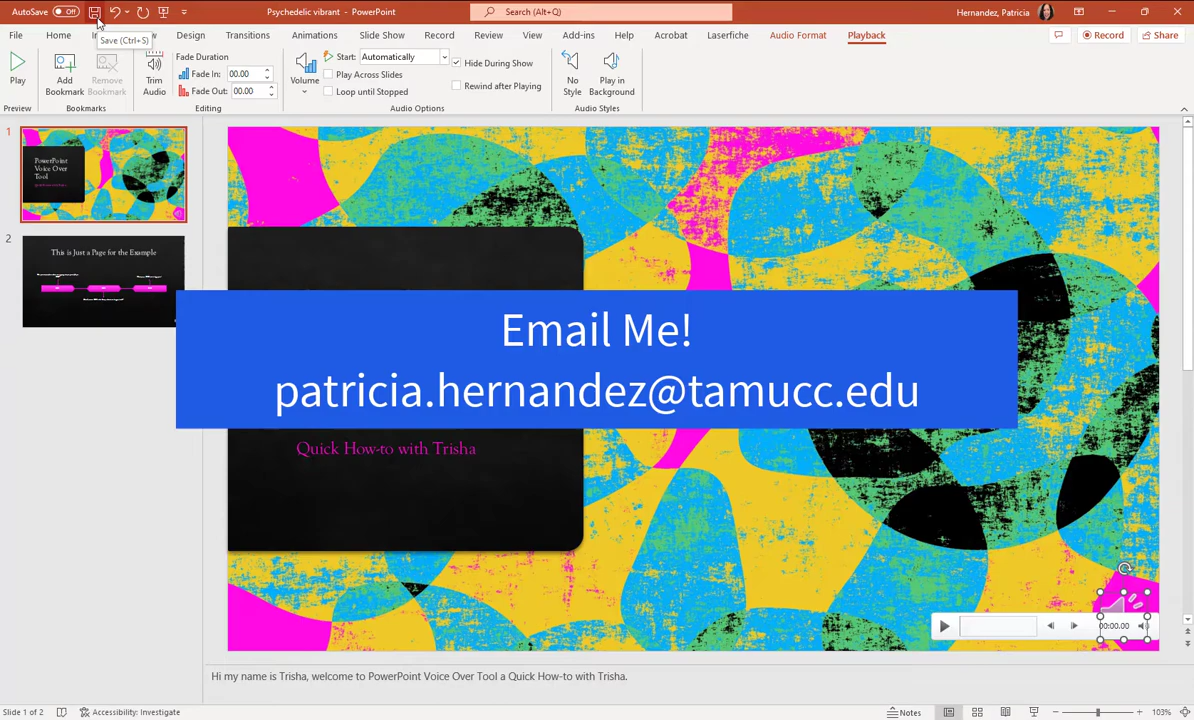 AutoSave Off
Psychedelic vibrant - PowerPoint
Search (Alt+Q)
Hernandez, Patricia
Save (Ctrl+S)
File Home Design Transitions Animations Slide Show Record Review View Add-ins Help Acrobat Laserfiche Audio Format Playback
Record Share
Play
Preview
Add Bookmark
Remove Bookmark
Bookmarks
Trim Audio
Fade Duration
Fade In: 00.00
Fade Out: 00.00
Editing
Volume
Start: Automatically
Play Across Slides
Loop until Stopped
Hide During Show
Rewind after Playing
Audio Options
No Style
Play in Background
Audio Styles
1
PowerPoint
Voice Over
Tool
2
This is Just a Page for the Example
Email Me!
patricia.hernandez@tamucc.edu
Quick How-to with Trisha
00:00.00
Hi my name is Trisha, welcome to PowerPoint Voice Over Tool a Quick How-to with Trisha.
Slide 1 of 2
Accessibility: Investigate
Notes
103%